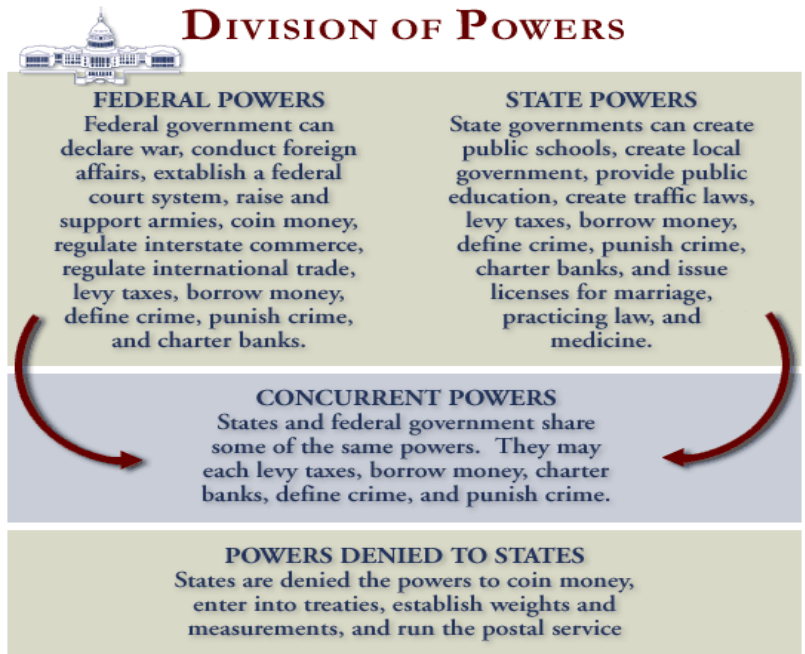 DIVISION OF POWERS
FEDERAL POWERS
Federal government can
declare war, conduct foreign
affairs, establish a federal
court system, raise and
support armies, coin money,
regulate interstate commerce,
regulate international trade,
levy taxes, borrow money,
define crime, punish crime,
and charter banks.
STATE POWERS
State governments can create
public schools, create local
government, provide public
education, create traffic laws,
levy taxes, borrow money,
define crime, punish crime,
charter banks, and issue
licenses for marriage,
practicing law, and
medicine.
CONCURRENT POWERS
States and federal government share
some of the same powers. They may
each levy taxes, borrow money, charter
banks, define crime, and punish crime.
POWERS DENIED TO STATES
States are denied the powers to coin money,
enter into treaties, establish weights and
measurements, and run the postal service